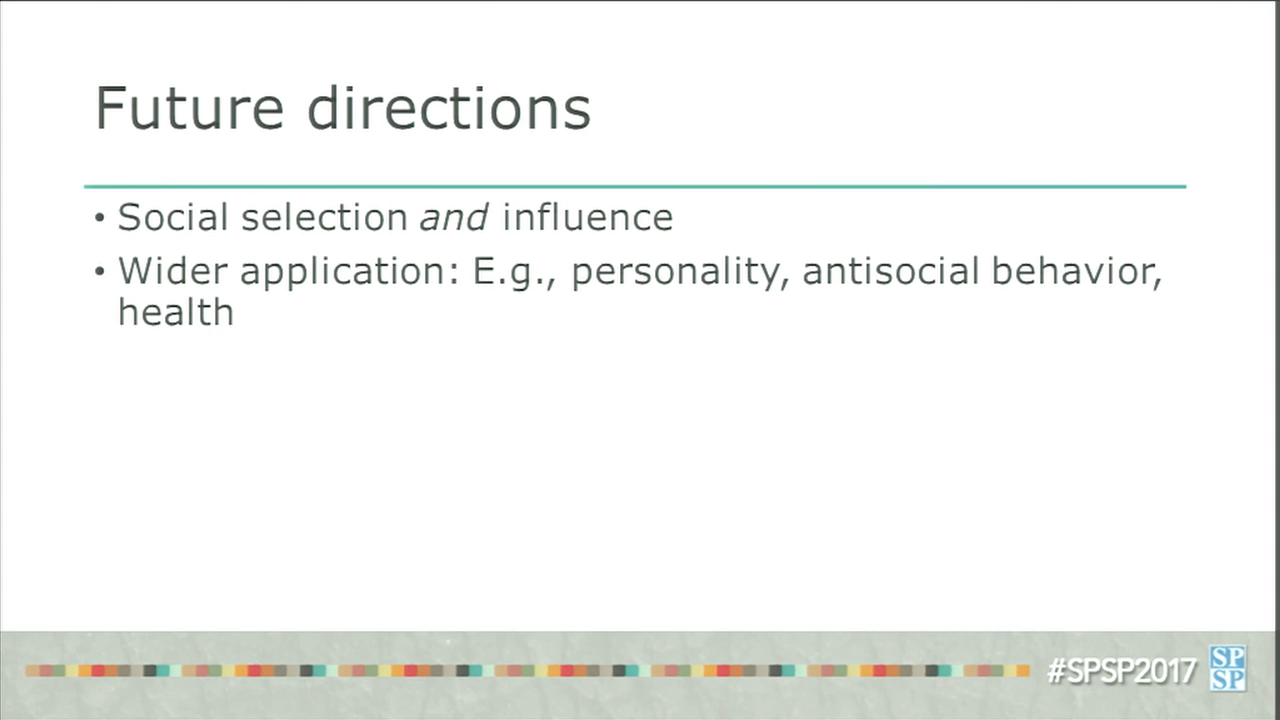 Future directions
• Social selection and influence
• Wider application: E.g., personality, antisocial behavior,
health
#SPSP2017
SP
SP